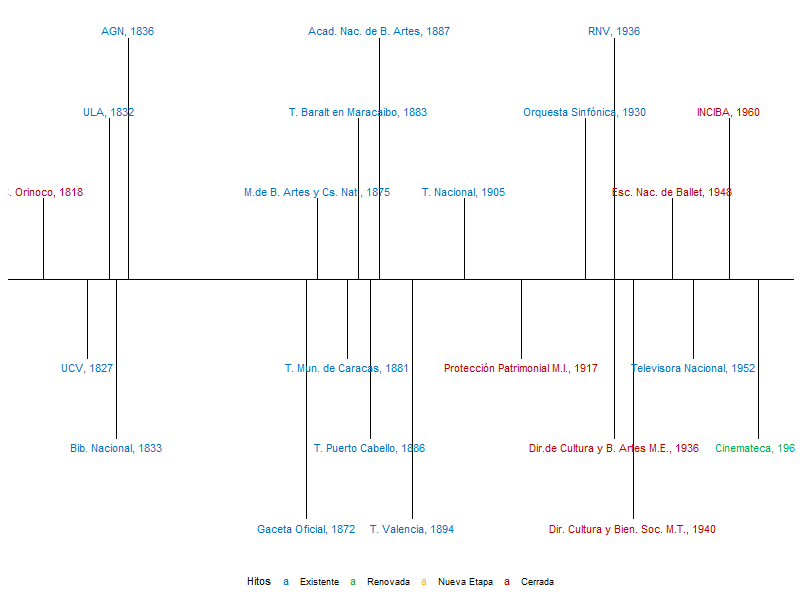 AGN, 1836
Acad. Nac. de B. Artes, 1887
RNV, 1936
ULA, 1832
T. Baralt en Maracaibo, 1883
Orquesta Sinfónica, 1930
INCIBA, 1960
. Orinoco, 1818
M.de B. Artes y Cs. Nat., 1875
T. Nacional, 1905
Esc. Nac. de Ballet, 1948
UCV, 1827
T. Mun. de Caracas, 1881
Protección Patrimonial M.I., 1917
Televisora Nacional, 1952
Bib. Nacional, 1833
T. Puerto Cabello, 1886
Dir.de Cultura y B. Artes M.E., 1936
Cinemateca, 196
Gaceta Oficial, 1872
T. Valencia, 1894
Dir. Cultura y Bien. Soc. M.T., 1940
Hitos a Existente a Renovada a Nueva Etapa a Cerrada